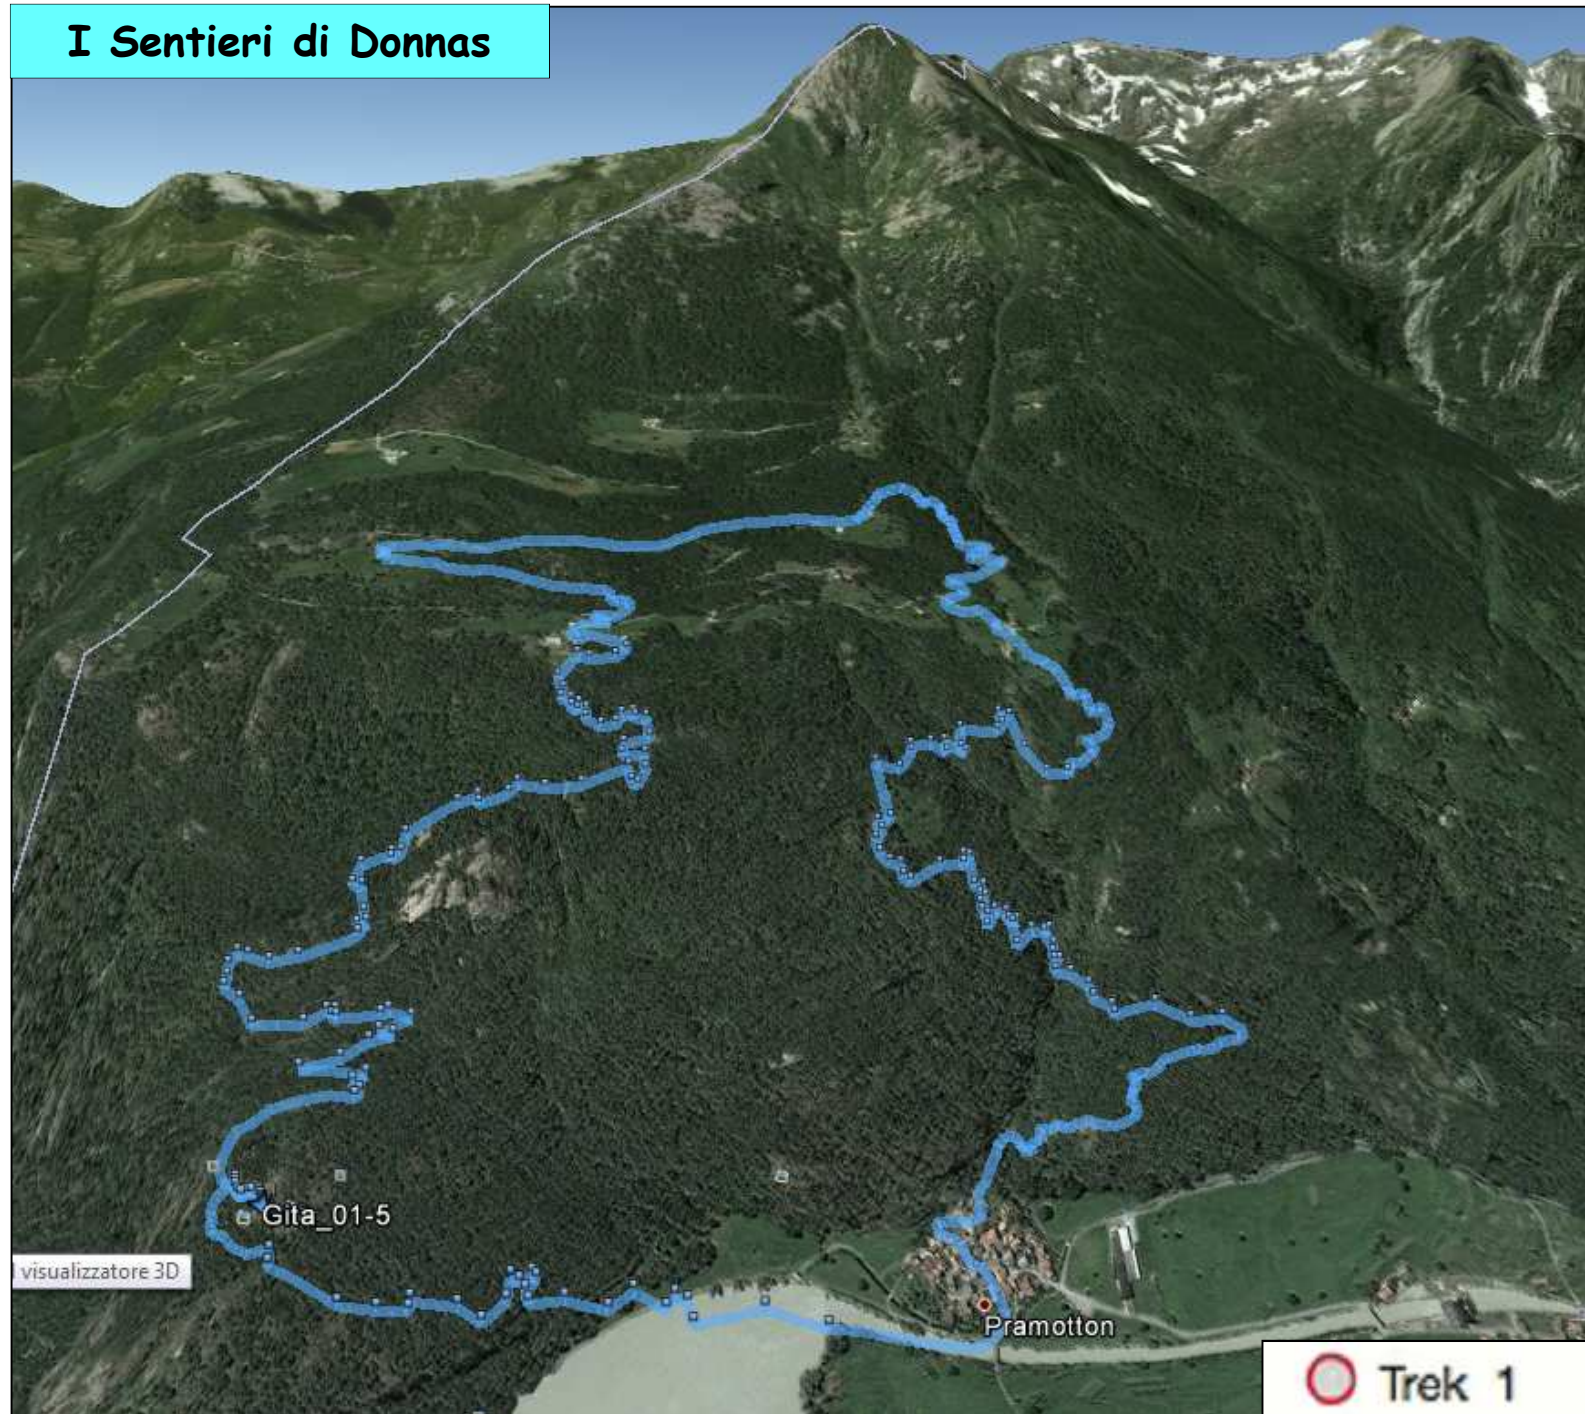 I Sentieri di Donnas
Gita_01-5
visualizzatore 3D
Pramotton
Trek 1